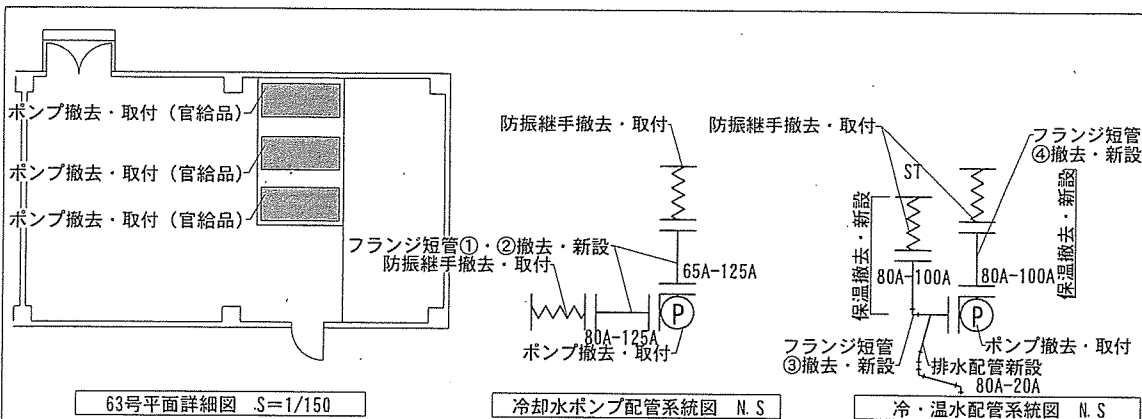 ポンプ撤去・取付（官給品）
ポンプ撤去・取付（官給品）
ポンプ撤去・取付（官給品）
63号平面詳細図 S=1/150
防振継手撤去・取付
フランジ短管①・②撤去・新設
防振継手撤去・取付
65A-125A
80A-125A
P
ポンプ撤去・取付
冷却水ポンプ配管系統図 N.S
防振継手撤去・取付
フランジ短管
④撤去・新設
ST
保温撤去・新設
保温撤去・新設
80A-100A
80A-100A
P
フランジ短管
③撤去・新設
ポンプ撤去・取付
排水配管新設
80A-20A
冷・温水配管系統図 N.S